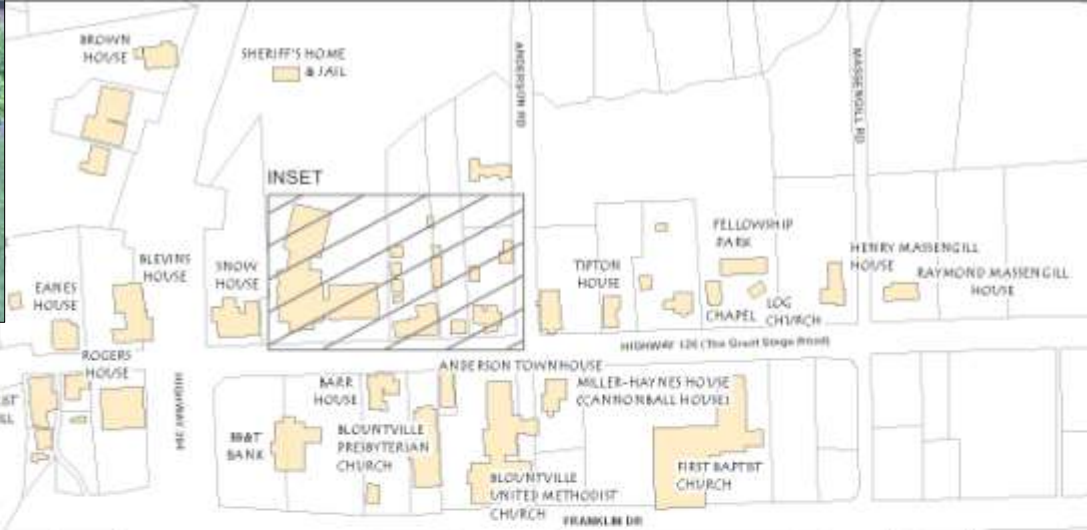 BROWN
HOUSE
SHERIFF'S HOME
& JAIL
ANDERSON RD
MASSENGILL RD
INSET
EANES
HOUSE
BLEVINS
HOUSE
SNOW
HOUSE
TIPTON
HOUSE
FELLOWSHIP
PARK
CHAPEL
LOG
CHURCH
HENRY MASSENGILL
HOUSE
RAYMOND MASSENGILL
HOUSE
HIGHWAY 126 (The Great Stage Road)
ROGERS
HOUSE
BARR
HOUSE
ANDERSON TOWNHOUSE
MILLER-HAYNES HOUSE
(CANNONBALL HOUSE)
BB&T
BANK
BLOUNTVILLE
PRESBYTERIAN
CHURCH
BLOUNTVILLE
UNITED METHODIST
CHURCH
FIRST BAPTIST
CHURCH
FRANKLIN DR
HIGHWAY 394